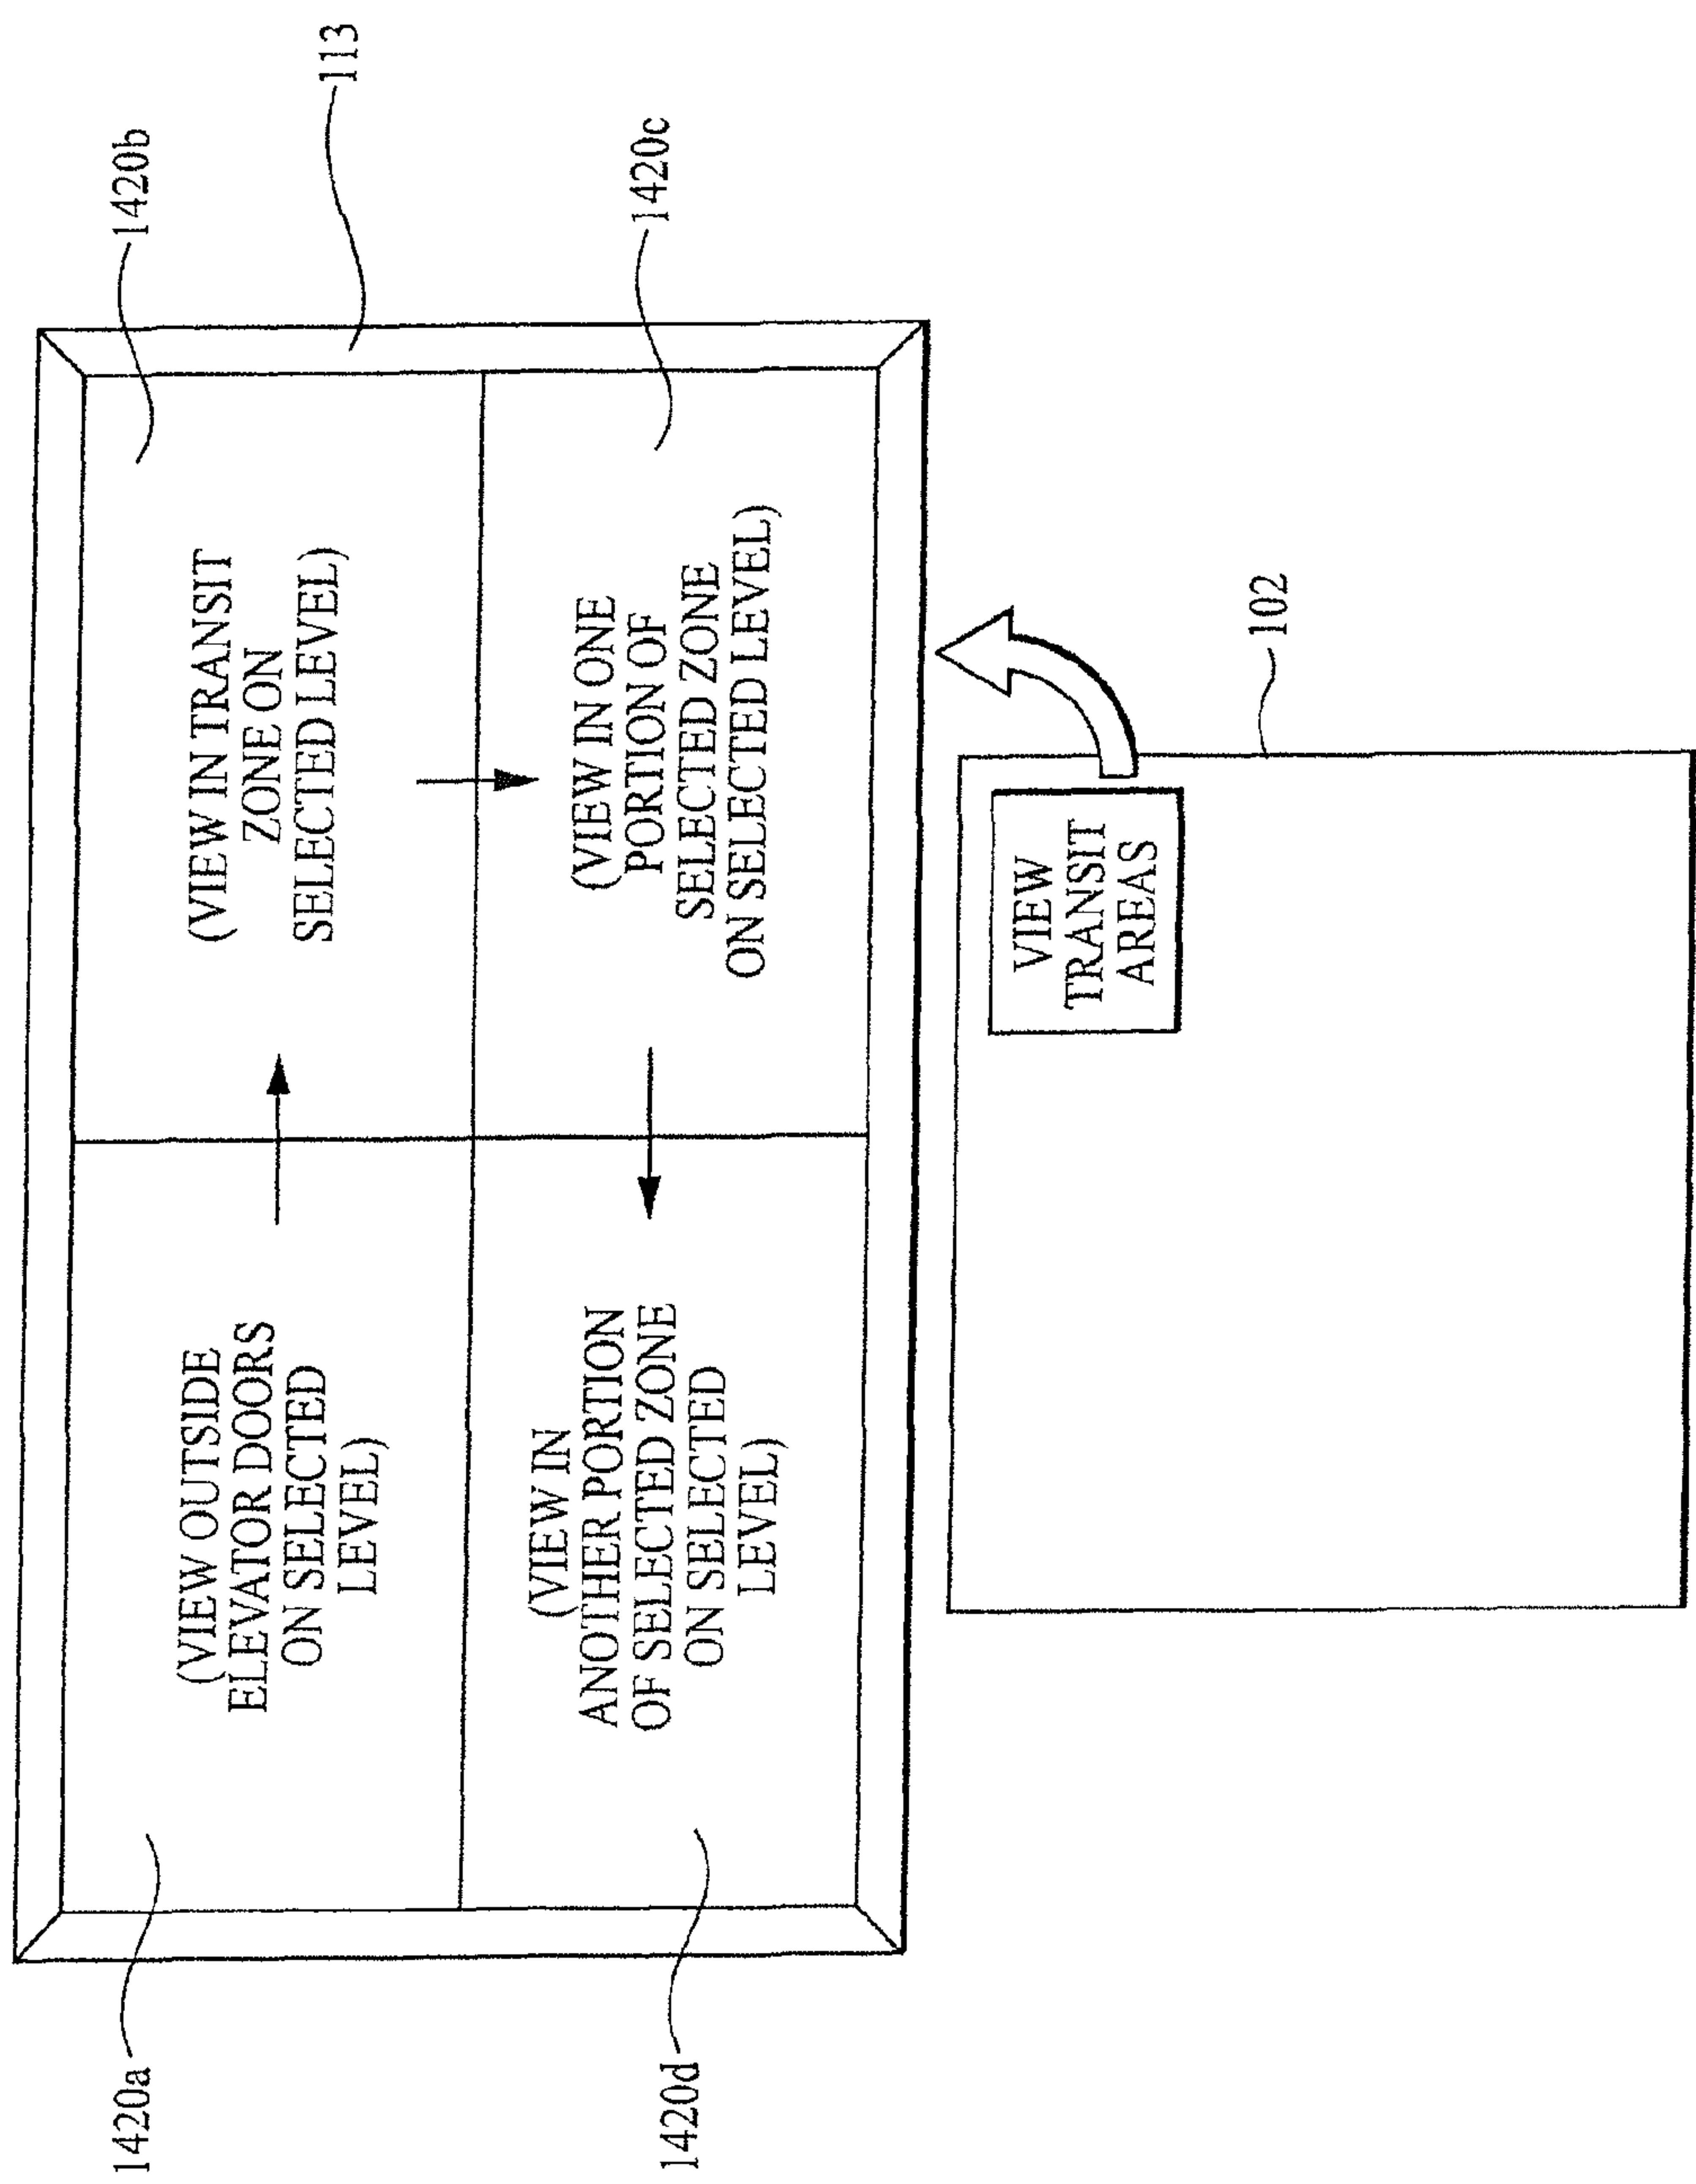 113
1420b
1420c
1420a
1420d
(VIEW OUTSIDE
ELEVATOR DOORS
ON SELECTED
LEVEL)
(VIEW IN TRANSIT
ZONE ON
SELECTED LEVEL)
(VIEW IN ONE
PORTION OF
SELECTED ZONE
ON SELECTED LEVEL)
(VIEW IN
ANOTHER PORTION
OF SELECTED ZONE
ON SELECTED
LEVEL)
VIEW
TRANSIT
AREAS
102